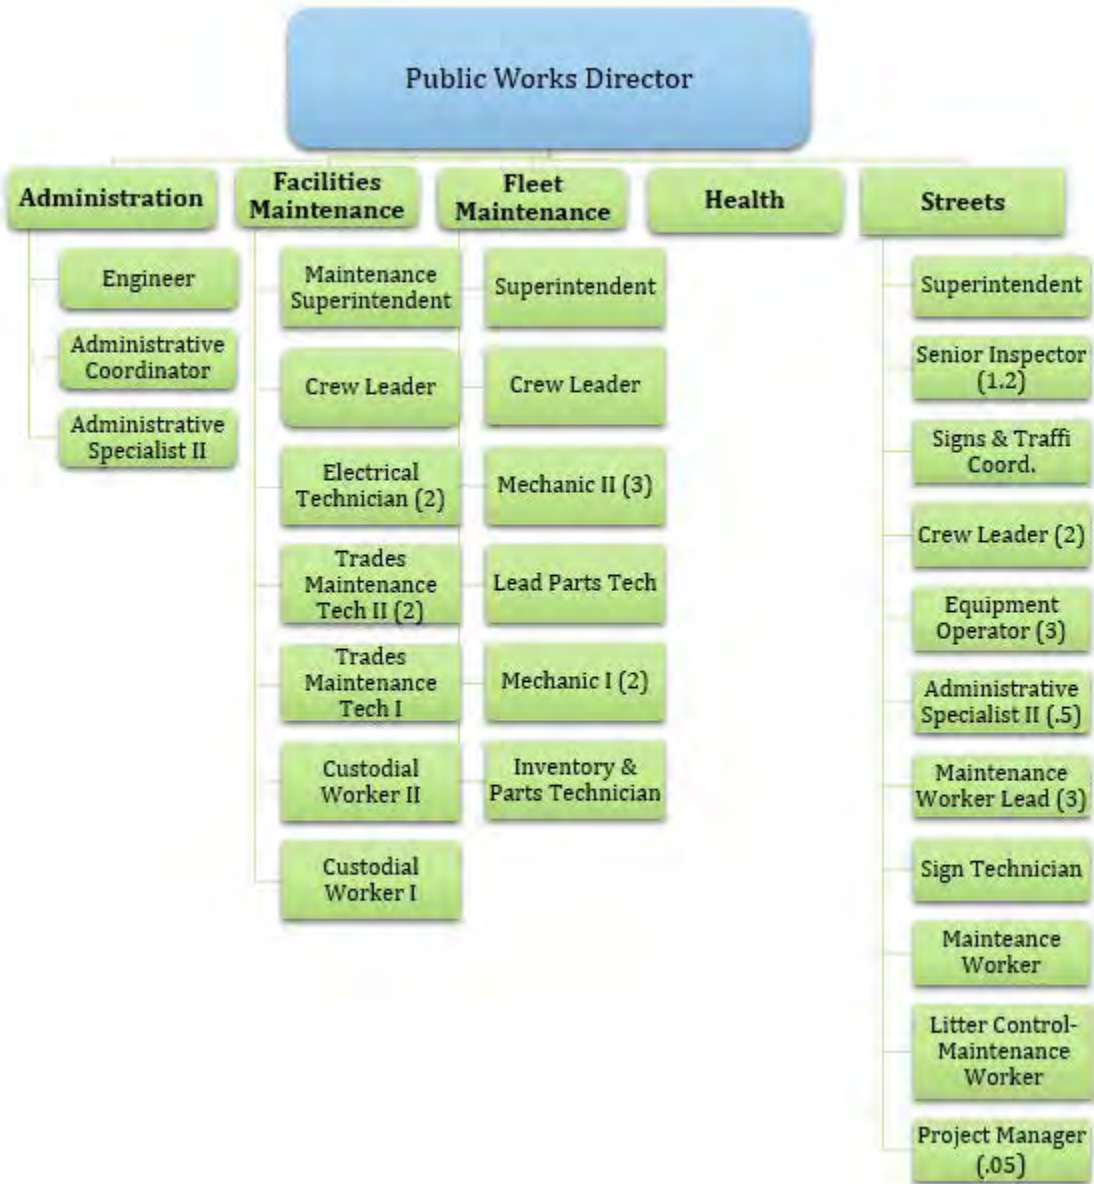 Public Works Director
Administration
Engineer
Administrative
Coordinator
Administrative
Specialist II
Facilities
Maintenance
Maintenance
Superintendent
Crew Leader
Electrical
Technician (2)
Trades
Maintenance
Tech II (2)
Trades
Maintenance
Tech I
Custodial
Worker II
Custodial
Worker I
Fleet
Maintenance
Superintendent
Crew Leader
Mechanic II (3)
Lead Parts Tech
Mechanic I (2)
Inventory &
Parts Technician
Health
Streets
Superintendent
Senior Inspector
(1.2)
Signs & Traffi
Coord.
Crew Leader (2)
Equipment
Operator (3)
Administrative
Specialist II (.5)
Maintenance
Worker Lead (3)
Sign Technician
Mainteance
Worker
Litter Control-
Maintenance
Worker
Project Manager
(.05)